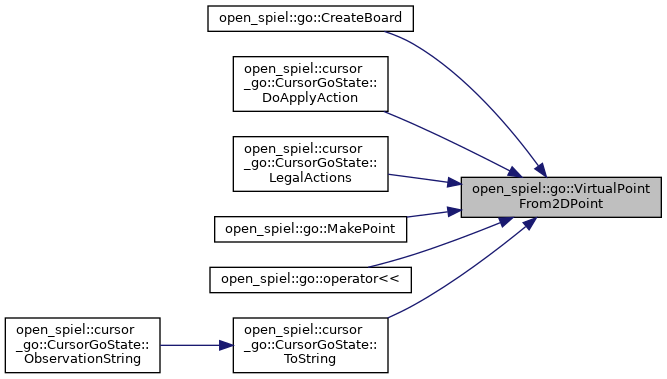 open_spiel::go::CreateBoard
open_spiel::cursor
_go::CursorGoState::
DoApplyAction
open_spiel::cursor
_go::CursorGoState::
LegalActions
open_spiel::go::VirtualPoint
From2DPoint
open_spiel::go::MakePoint
open_spiel::go::operator<<
open_spiel::cursor
_go::CursorGoState::
ObservationString
open_spiel::cursor
_go::CursorGoState::
ToString